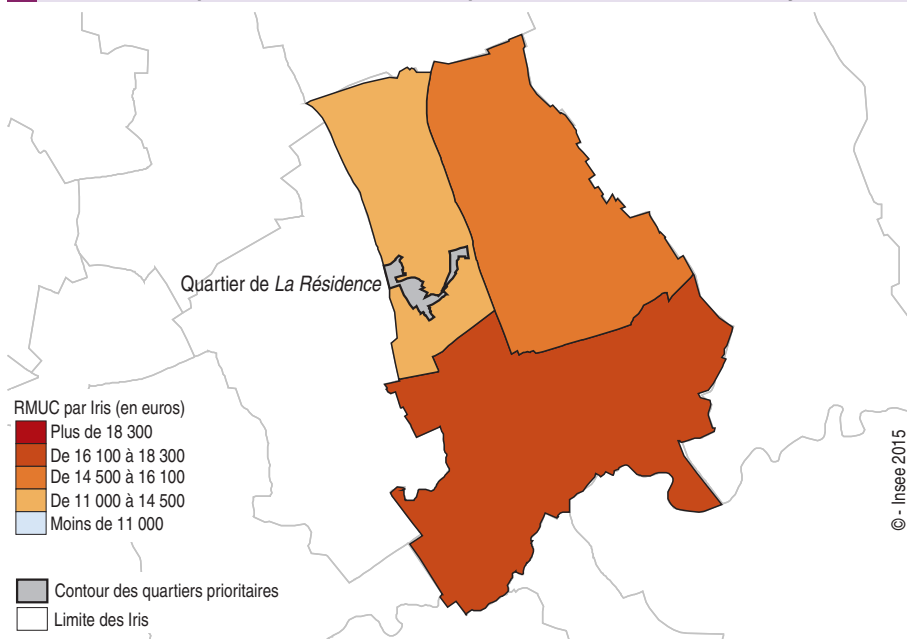 Quartier de La Résidence
RMUC par Iris (en euros)
Plus de 18 300
De 16 100 à 18 300
De 14 500 à 16 100
De 11 000 à 14 500
Moins de 11 000
Contour des quartiers prioritaires
Limite des Iris
© - Insee 2015